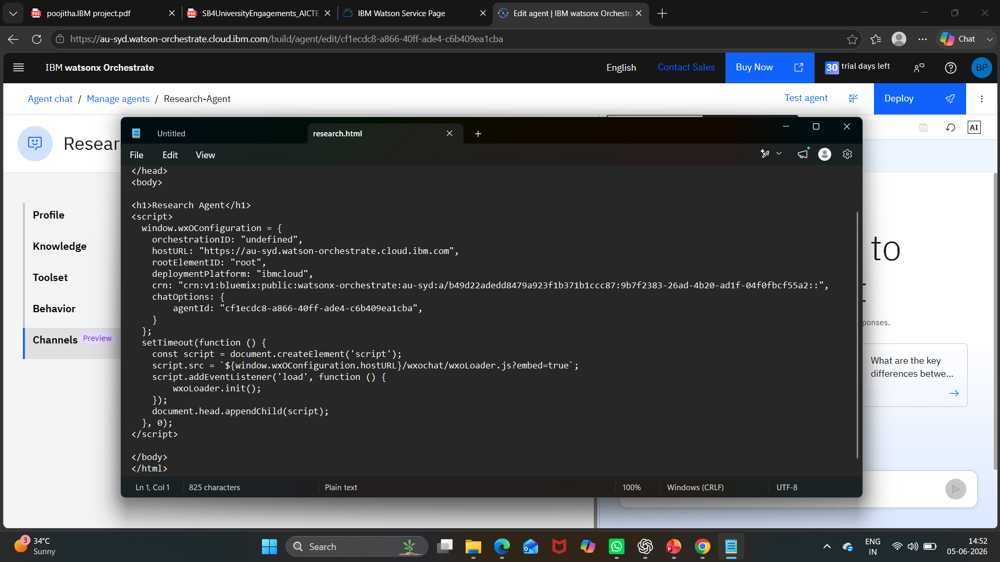 poojitha.IBM project.pdf
SB4UniversityEngagements_AICTE_
IBM Watson Service Page
Edit agent | IBM watsonx Orchestra
https://au-syd.watson-orchestrate.cloud.ibm.com/build/agent/edit/cf1ecdc8-a866-40ff-ade4-c6b409ea1cba
Chat
IBM watsonx Orchestrate
English
Contact Sales
Buy Now
30 trial days left
BP
Agent chat / Manage agents / Research-Agent
Test agent
Deploy
Resear
AI
Untitled
research.html
File
Edit
View
</head>
<body>
<h1>Research Agent</h1>
<script>
window.wxOConfiguration = {
orchestrationID: "undefined",
hostURL: "https://au-syd.watson-orchestrate.cloud.ibm.com",
rootElementID: "root",
deploymentPlatform: "ibmcloud",
crn: "crn:v1:bluemix:public:watsonx-orchestrate:au-syd:a/b49d22adedd8479a923f1b371b1ccc87:9b7f2383-26ad-4b20-ad1f-04f0fbcf55a2::",
chatOptions: {
agentId: "cf1ecdc8-a866-40ff-ade4-c6b409ea1cba",
}
};
setTimeout(function () {
const script = document.createElement('script');
script.src = `${window.wxOConfiguration.hostURL}/wxochat/wxoLoader.js?embed=true`;
script.addEventListener('load', function () {
wxoLoader.init();
});
document.head.appendChild(script);
}, 0);
</script>
</body>
</html>
Ln 1, Col 1
825 characters
Plain text
100%
Windows (CRLF)
UTF-8
Profile
Knowledge
Toolset
Behavior
Channels Preview
to
ponses.
What are the key
differences betwe...
3
34°C
Sunny
Search
ENG
IN
14:52
05-06-2026